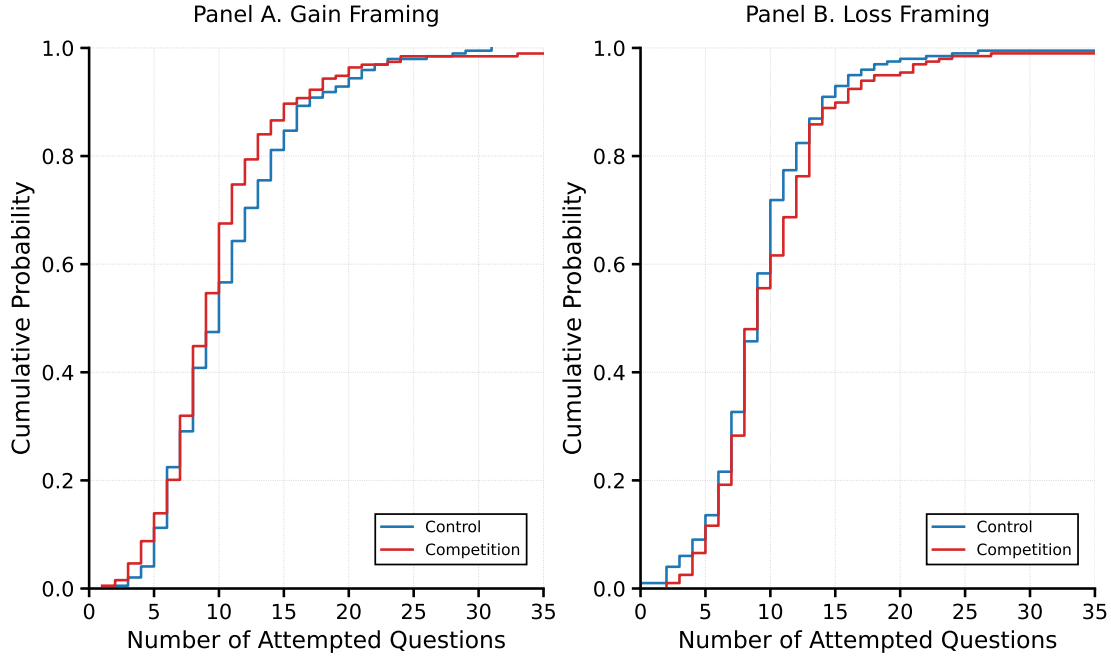 Panel A. Gain Framing
1.0
0.8
0.6
0.4
0.2
0.0
Cumulative Probability
0 5 10 15 20 25 30 35
Number of Attempted Questions
Control
Competition
Panel B. Loss Framing
1.0
0.8
0.6
0.4
0.2
0.0
Cumulative Probability
0 5 10 15 20 25 30 35
Number of Attempted Questions
Control
Competition